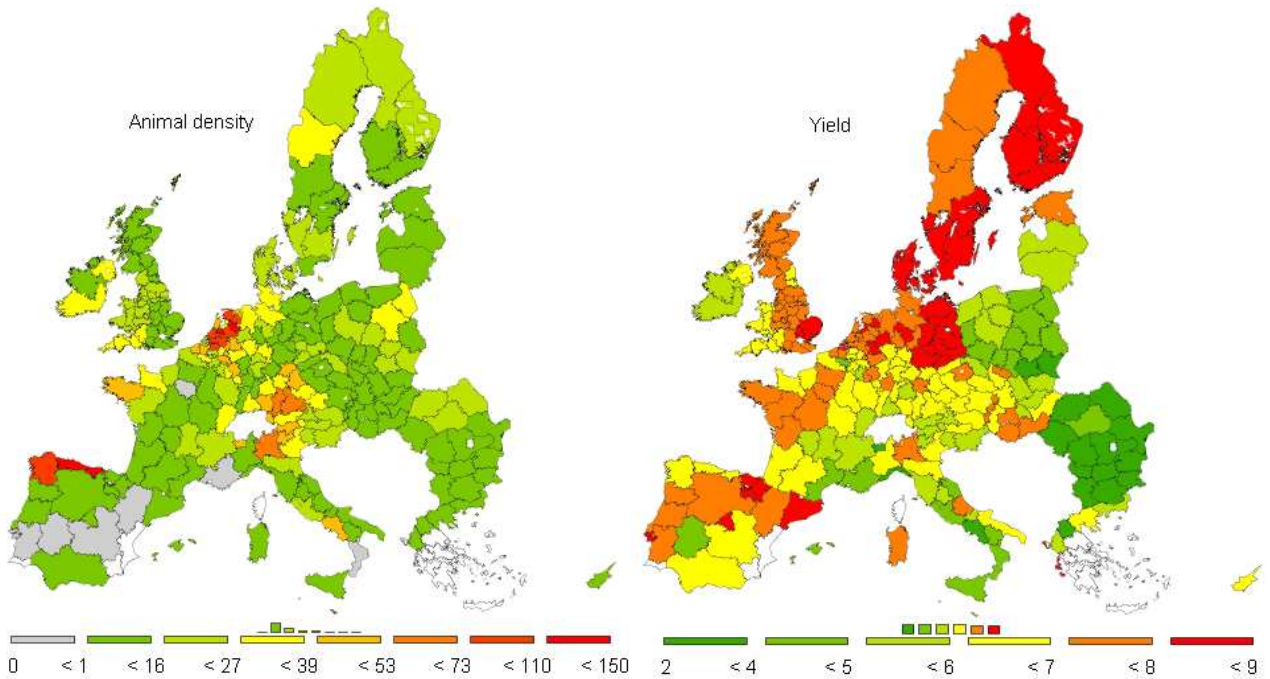 Animal density
Yield
0 < 1 < 16 < 27 < 39 < 53 < 73 < 110 < 150
2 < 4 < 5 < 6 < 7 < 8 < 9